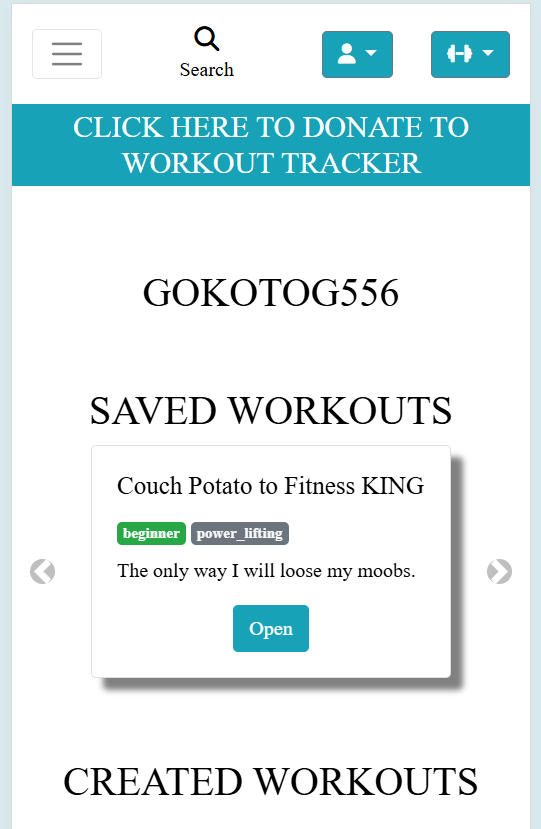 Search
CLICK HERE TO DONATE TO
WORKOUT TRACKER
GOKOTOG556
SAVED WORKOUTS
Couch Potato to Fitness KING
beginner power_lifting
The only way I will loose my moobs.
Open
CREATED WORKOUTS